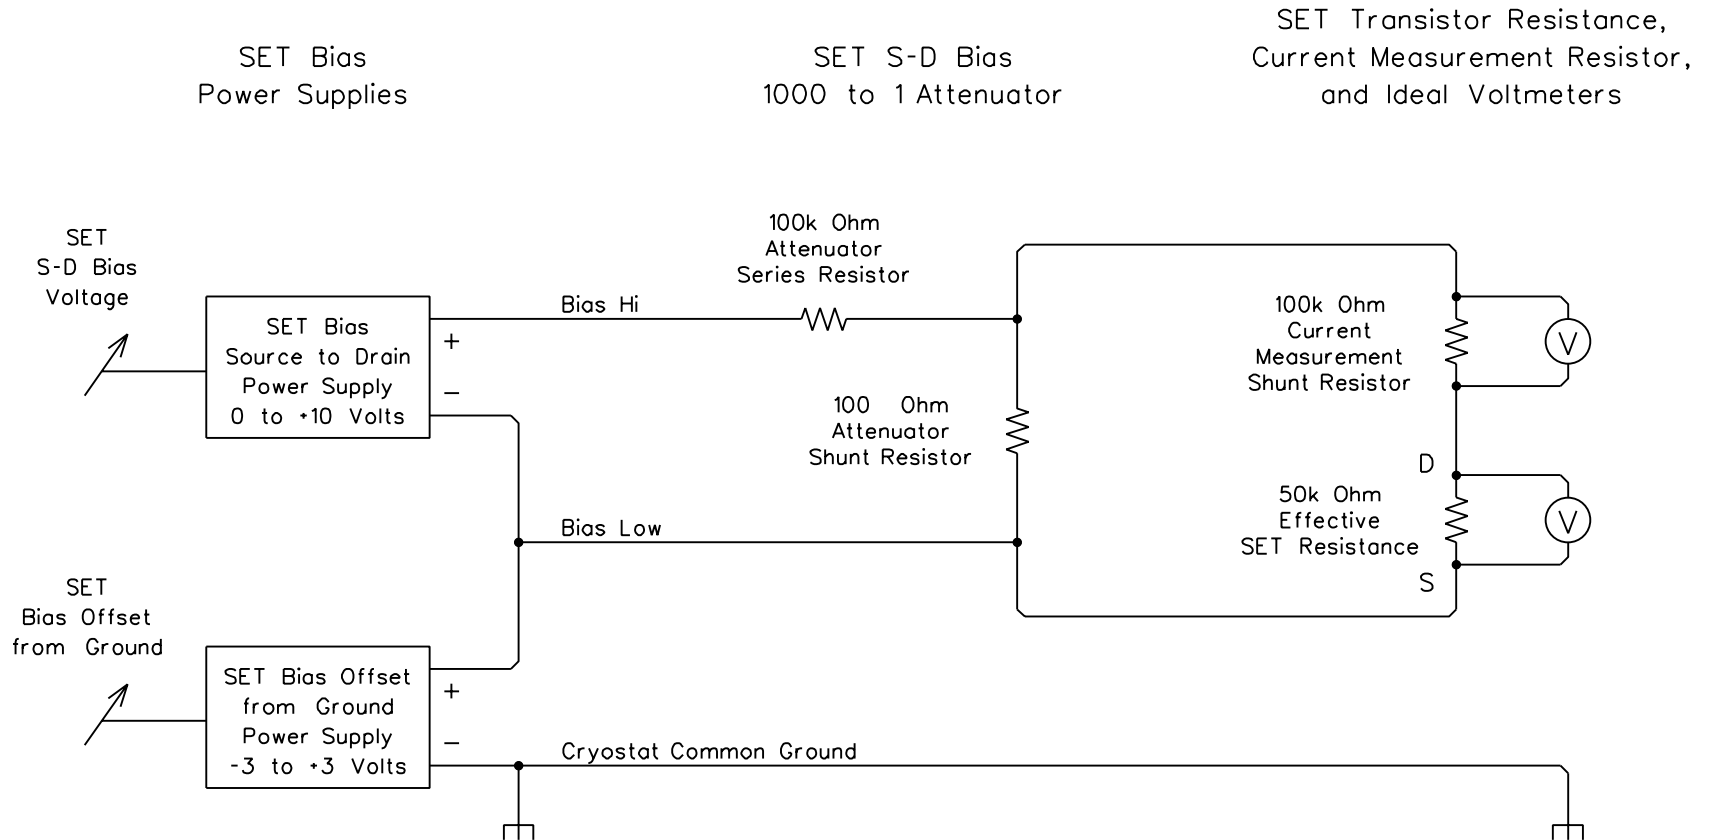 SET Bias
Power Supplies
SET S-D Bias
1000 to 1 Attenuator
SET Transistor Resistance,
Current Measurement Resistor,
and Ideal Voltmeters
SET
S-D Bias
Voltage
SET Bias
Source to Drain
Power Supply
0 to +10 Volts
+
−
Bias Hi
100k Ohm
Attenuator
Series Resistor
100 Ohm
Attenuator
Shunt Resistor
100k Ohm
Current
Measurement
Shunt Resistor
V
D
50k Ohm
Effective
SET Resistance
V
S
Bias Low
SET
Bias Offset
from Ground
SET Bias Offset
from Ground
Power Supply
-3 to +3 Volts
+
−
Cryostat Common Ground